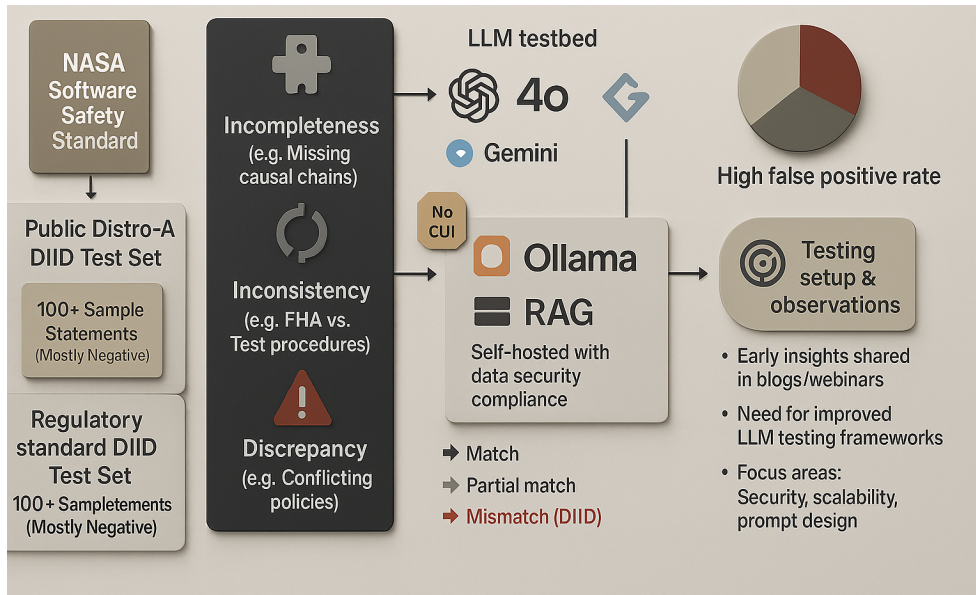 NASA
Software
Safety
Standard
Public Distro-A
DIID Test Set
100+ Sample
Statements
(Mostly Negative)
Regulatory
standard DIID
Test Set
100+ Sampletements
(Mostly Negative)
Incompleteness
(e.g. Missing
causal chains)
Inconsistency
(e.g. FHA vs.
Test procedures)
Discrepancy
(e.g. Conflicting
policies)
LLM testbed
4o
Gemini
No
CUI
Ollama
RAG
Self-hosted with
data security
compliance
Match
Partial match
Mismatch (DIID)
High false positive rate
Testing
setup &
observations
• Early insights shared
in blogs/webinars
• Need for improved
LLM testing frameworks
• Focus areas:
Security, scalability,
prompt design